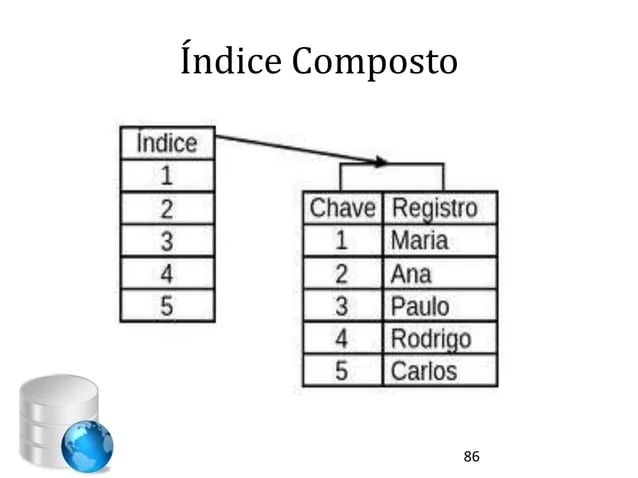 Índice Composto
Índice
1
2
3
4
5
Chave Registro
1 Maria
2 Ana
3 Paulo
4 Rodrigo
5 Carlos
86